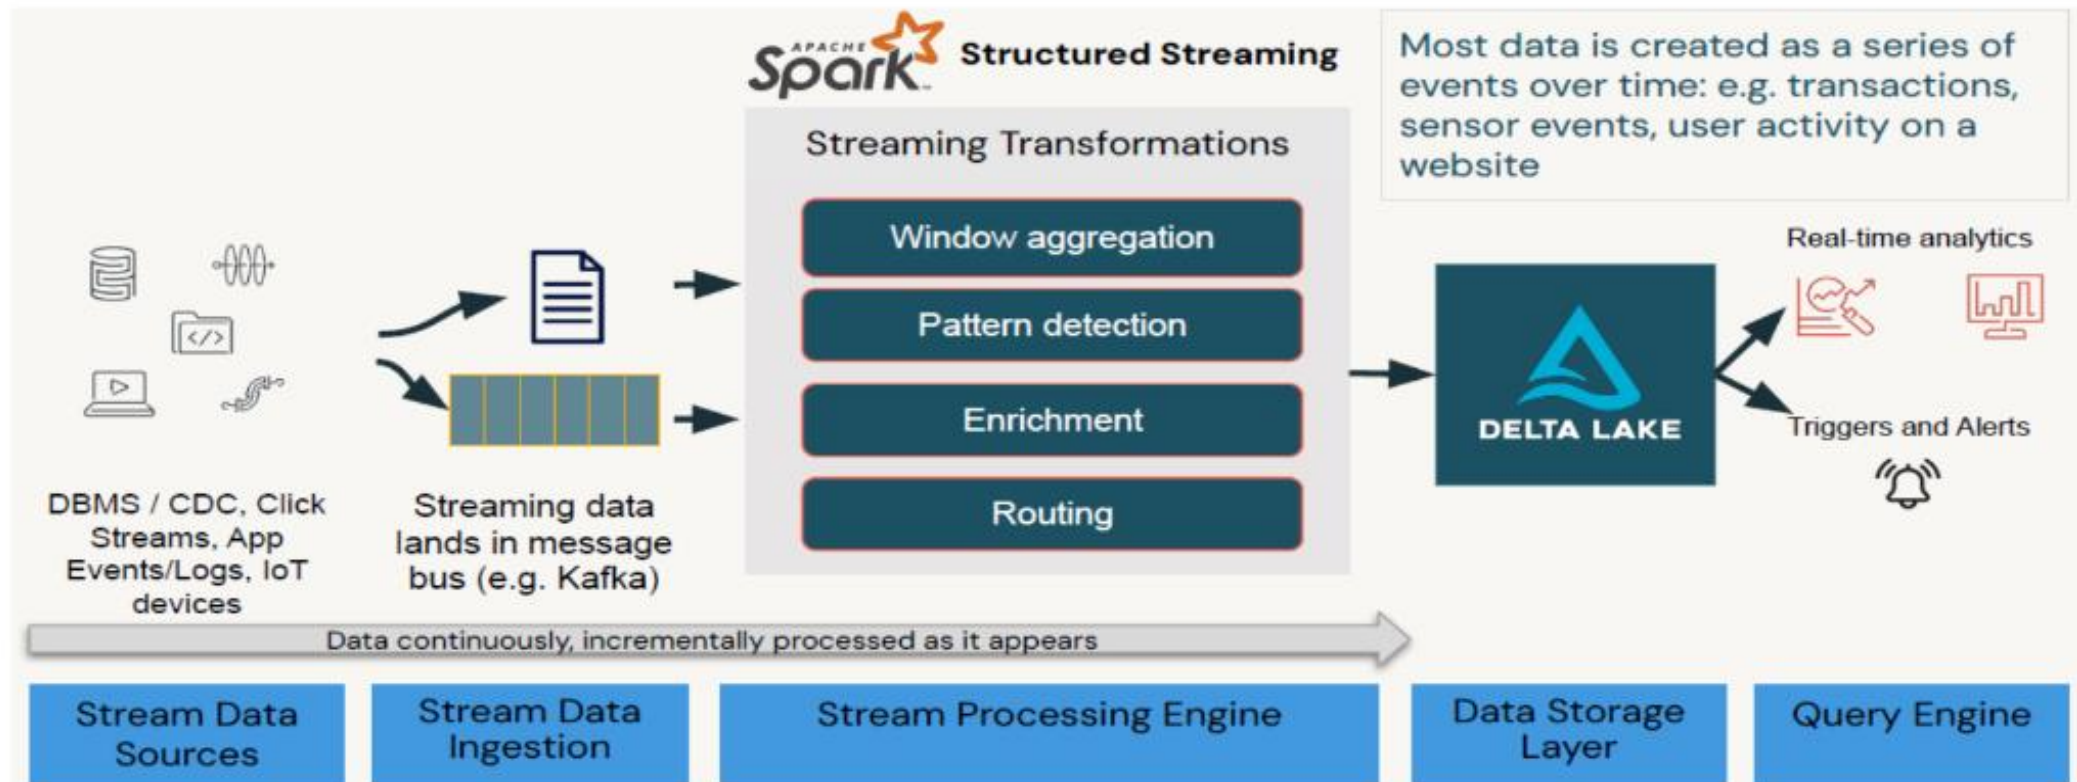 APACHE
Spark™
Structured Streaming
Most data is created as a series of
events over time: e.g. transactions,
sensor events, user activity on a
website
Streaming Transformations
Window aggregation
Pattern detection
Enrichment
Routing
</>
DBMS / CDC, Click
Streams, App
Events/Logs, IoT
devices
Streaming data
lands in message
bus (e.g. Kafka)
DELTA LAKE
Real-time analytics
Triggers and Alerts
Data continuously, incrementally processed as it appears
Stream Data
Sources
Stream Data
Ingestion
Stream Processing Engine
Data Storage
Layer
Query Engine